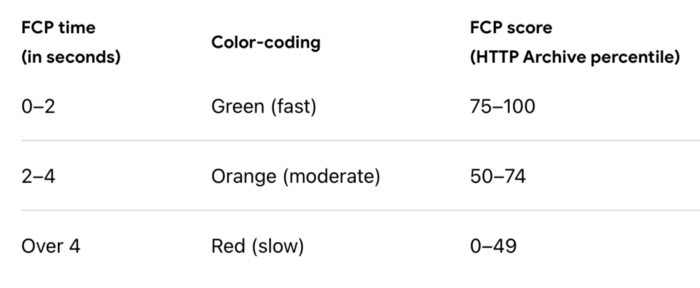 FCP time
(in seconds)
Color-coding
FCP score
(HTTP Archive percentile)
0–2
Green (fast)
75–100
2–4
Orange (moderate)
50–74
Over 4
Red (slow)
0–49